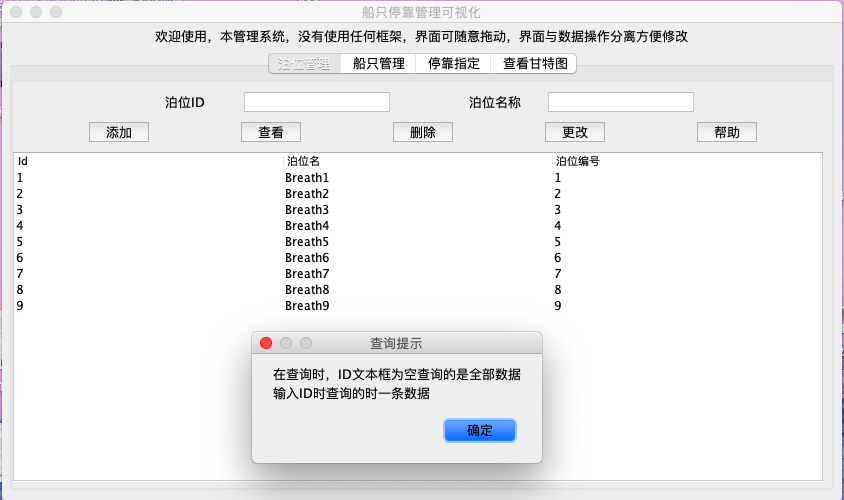 船只停靠管理可视化
欢迎使用，本管理系统，没有使用任何框架，界面可随意拖动，界面与数据操作分离方便修改
泊位管理 船只管理 停靠指定 查看甘特图
泊位ID 泊位名称
添加 查看 删除 更改 帮助
Id 泊位名 泊位编号
1 Breath1 1
2 Breath2 2
3 Breath3 3
4 Breath4 4
5 Breath5 5
6 Breath6 6
7 Breath7 7
8 Breath8 8
9 Breath9 9
查询提示
在查询时，ID文本框为空查询的是全部数据
输入ID时查询的时一条数据
确定